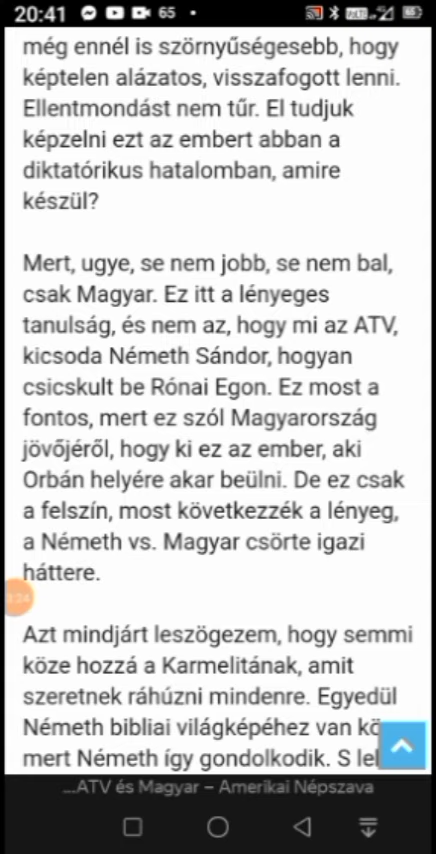 20:41
65
még ennél is szörnyűségesebb, hogy
képtelen alázatos, visszafogott lenni.
Ellentmondást nem tűr. El tudjuk
képzelni ezt az embert abban a
diktatórikus hatalomban, amire
készül?
Mert, ugye, se nem jobb, se nem bal,
csak Magyar. Ez itt a lényeges
tanulság, és nem az, hogy mi az ATV,
kicsoda Németh Sándor, hogyan
csicskult be Rónai Egon. Ez most a
fontos, mert ez szól Magyarország
jövőjéről, hogy ki ez az ember, aki
Orbán helyére akar beülni. De ez csak
a felszín, most következzék a lényeg,
a Németh vs. Magyar csörte igazi
háttere.
Azt mindjárt leszögezem, hogy semmi
köze hozzá a Karmelitának, amit
szeretnek ráhúzni mindenre. Egyedül
Németh bibliai világképéhez van
mert Németh így gondolkodik. S
...ATV és Magyar – Amerikai Népszava